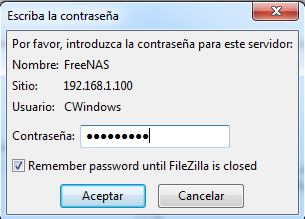 Escriba la contraseña
Por favor, introduzca la contraseña para este servidor:
Nombre: FreeNAS
Sitio: 192.168.1.100
Usuario: CWindows
Contraseña: •••••••••
Remember password until FileZilla is closed
Aceptar Cancelar